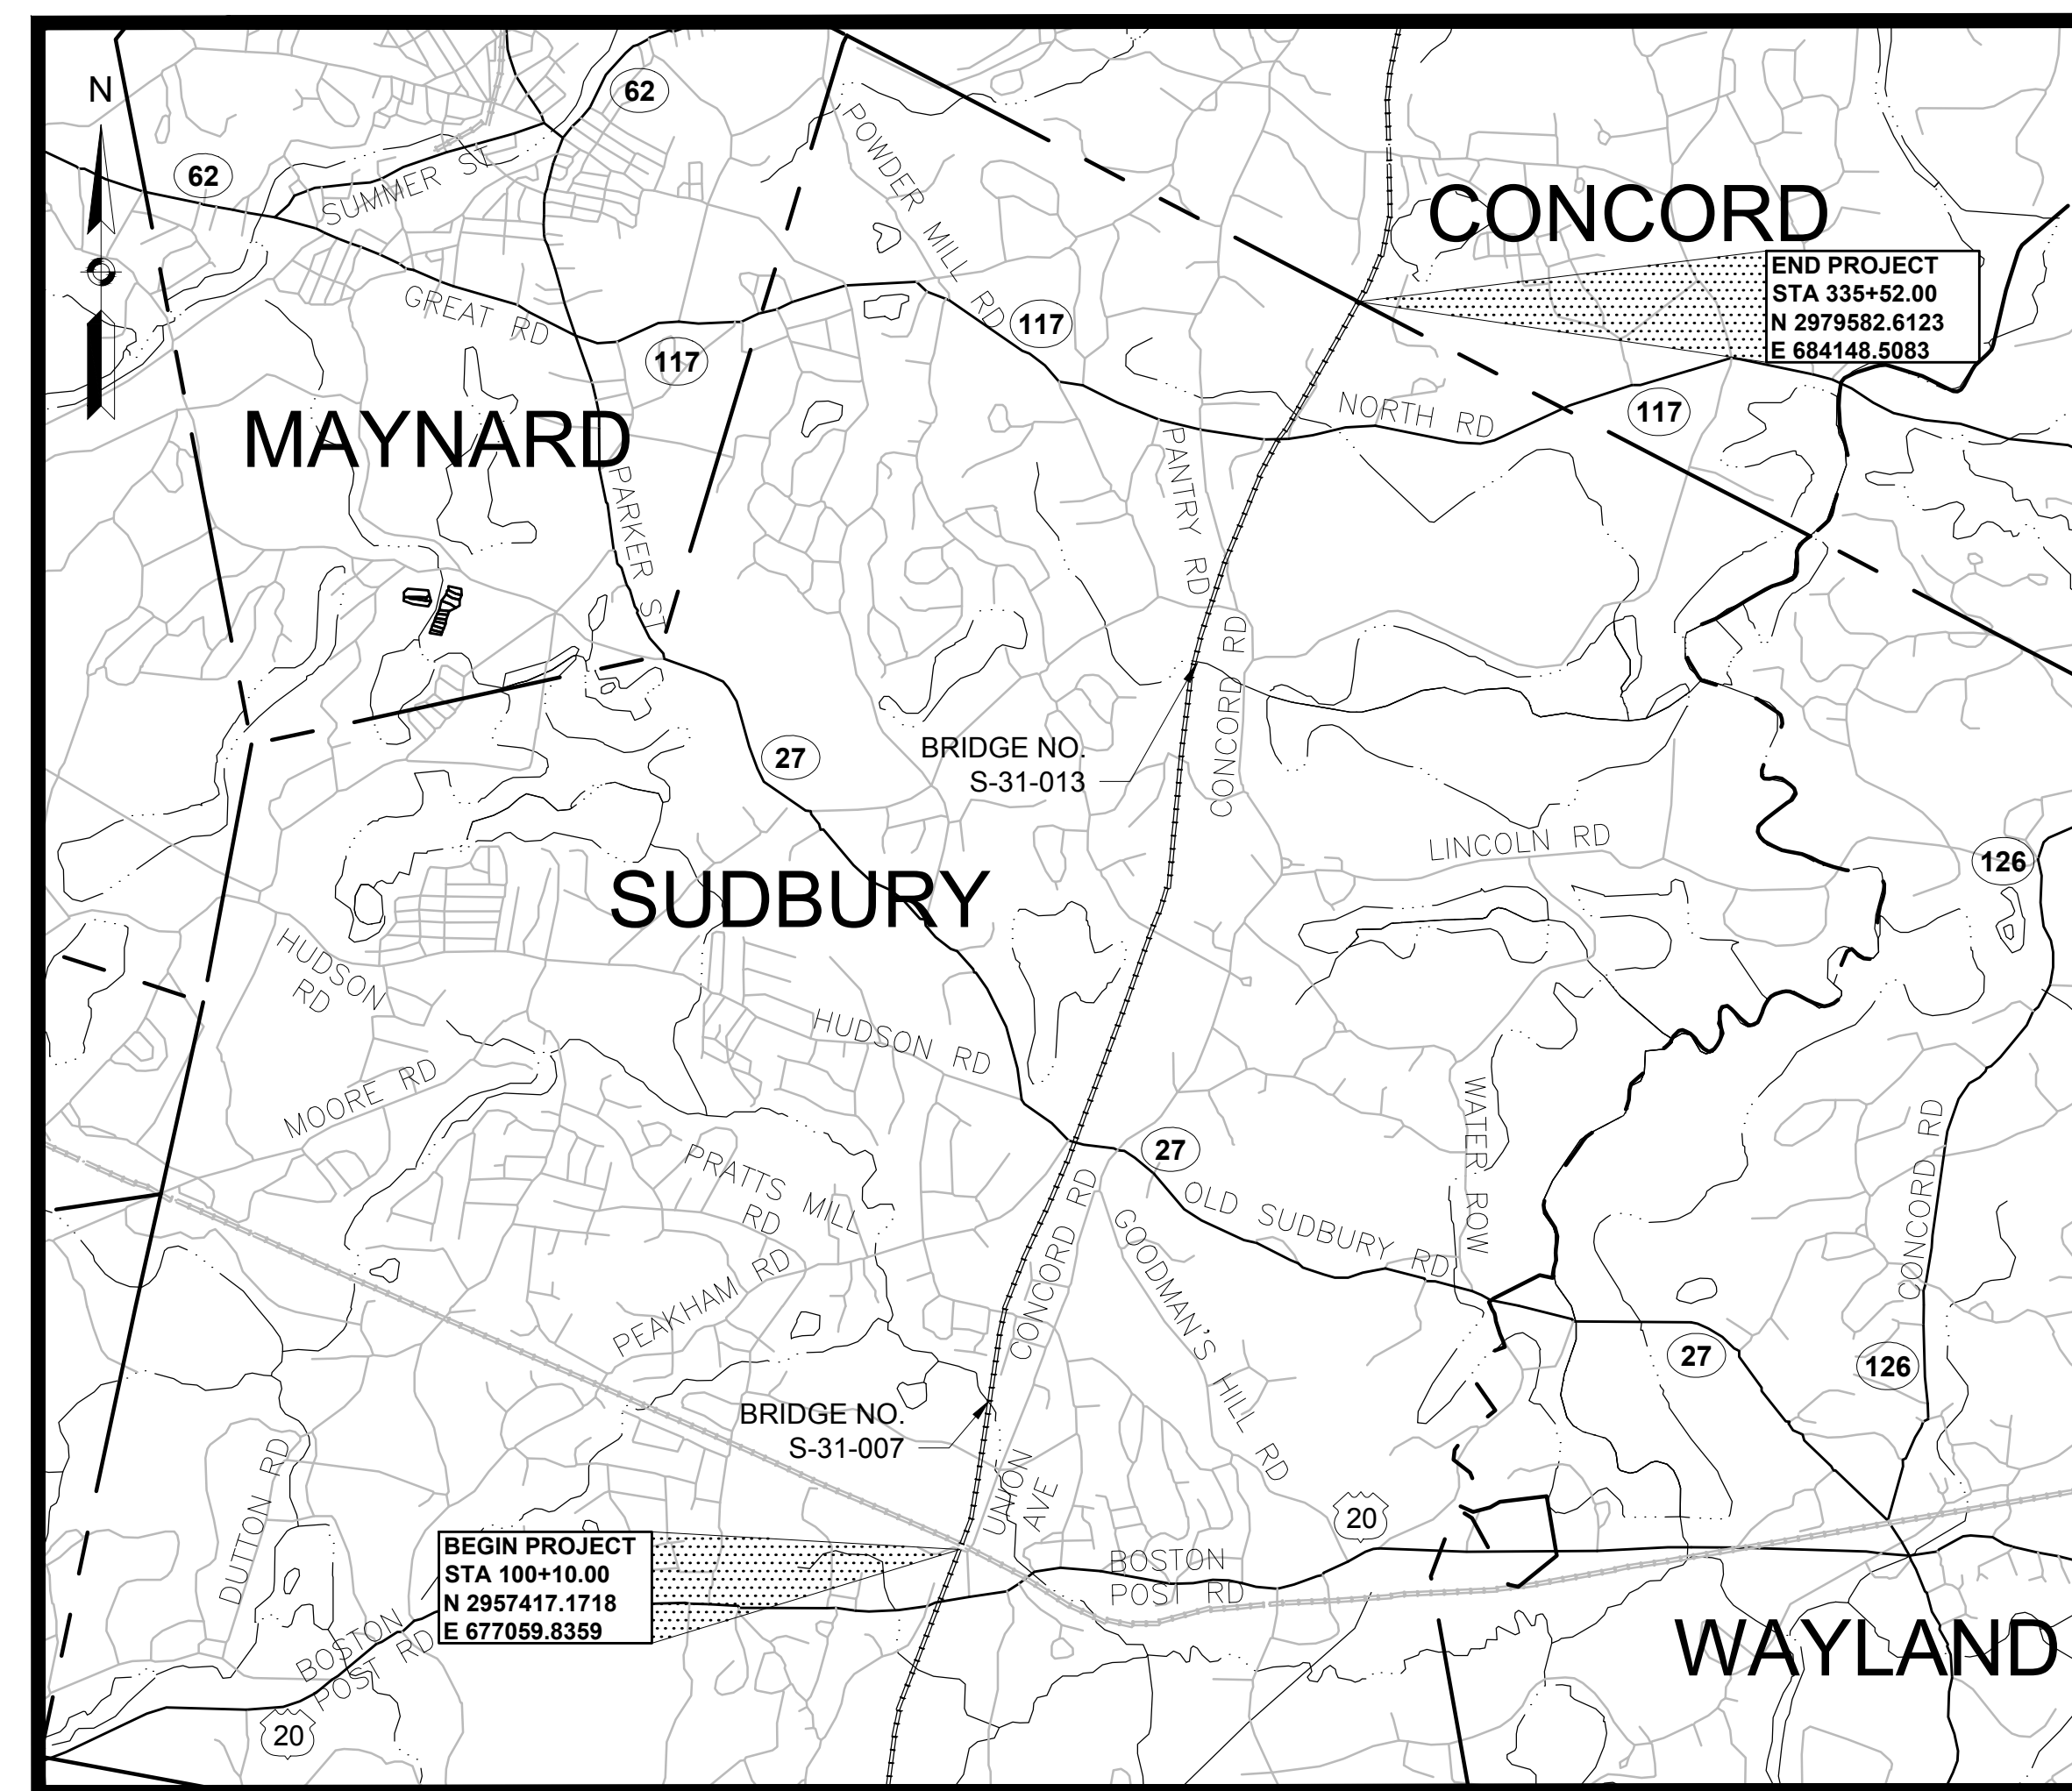 N
62
62
SUMMER ST
POWDER MILL RD
CONCORD
END PROJECT
STA 335+52.00
N 2979582.6123
E 684148.5083
GREAT RD
117
117
NORTH RD
117
MAYNARD
PARKER ST
PANTRY RD
CONCORD RD
CONCORD RD
27
BRIDGE NO.
S-31-013
LINCOLN RD
126
SUDBURY
HUDSON
RD
HUDSON RD
MOORE RD
WATER ROW
PRATTS MILL
RD
27
OLD SUDBURY RD
CONCORD RD
CONCORD RD
GOODMAN'S HILL RD
PEAKHAM RD
27
126
BRIDGE NO.
S-31-007
DUTTON RD
UNION
AVE
20
BEGIN PROJECT
STA 100+10.00
N 2957417.1718
E 677059.8359
BOSTON
POST RD
BOSTON
POST RD
20
WAYLAND